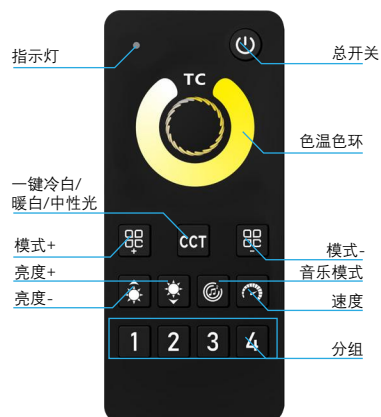 指示灯
总开关
TC
色温色环
一键冷白/
暖白/中性光
CCT
模式+
模式-
亮度+
音乐模式
亮度-
速度
1 2 3 4
分组